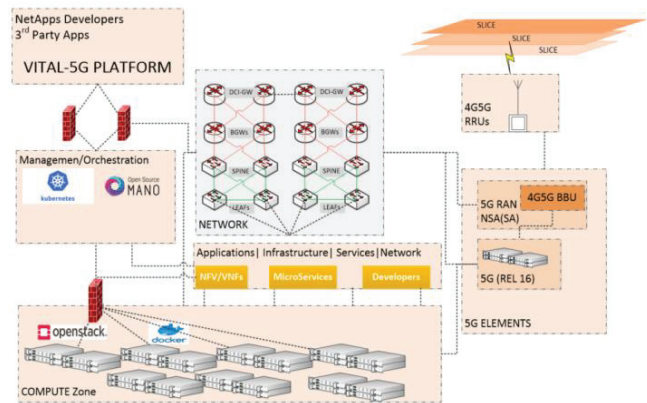 NetApps Developers
3rd Party Apps
VITAL-5G PLATFORM
SLICE
SLICE
SLICE
DCI-GW
DCI-GW
BGWs
BGWs
SPINE
SPINE
LEAFs
LEAFs
NETWORK
4G5G
RRUs
Managemen/Orchestration
kubernetes
Open Source
MANO
5G RAN
NSA(SA)
4G5G BBU
5G (REL 16)
5G ELEMENTS
Applications| Infrastructure| Services|Network
NFV/VNFs
MicroServices
Developers
openstack.
docker
COMPUTE Zone